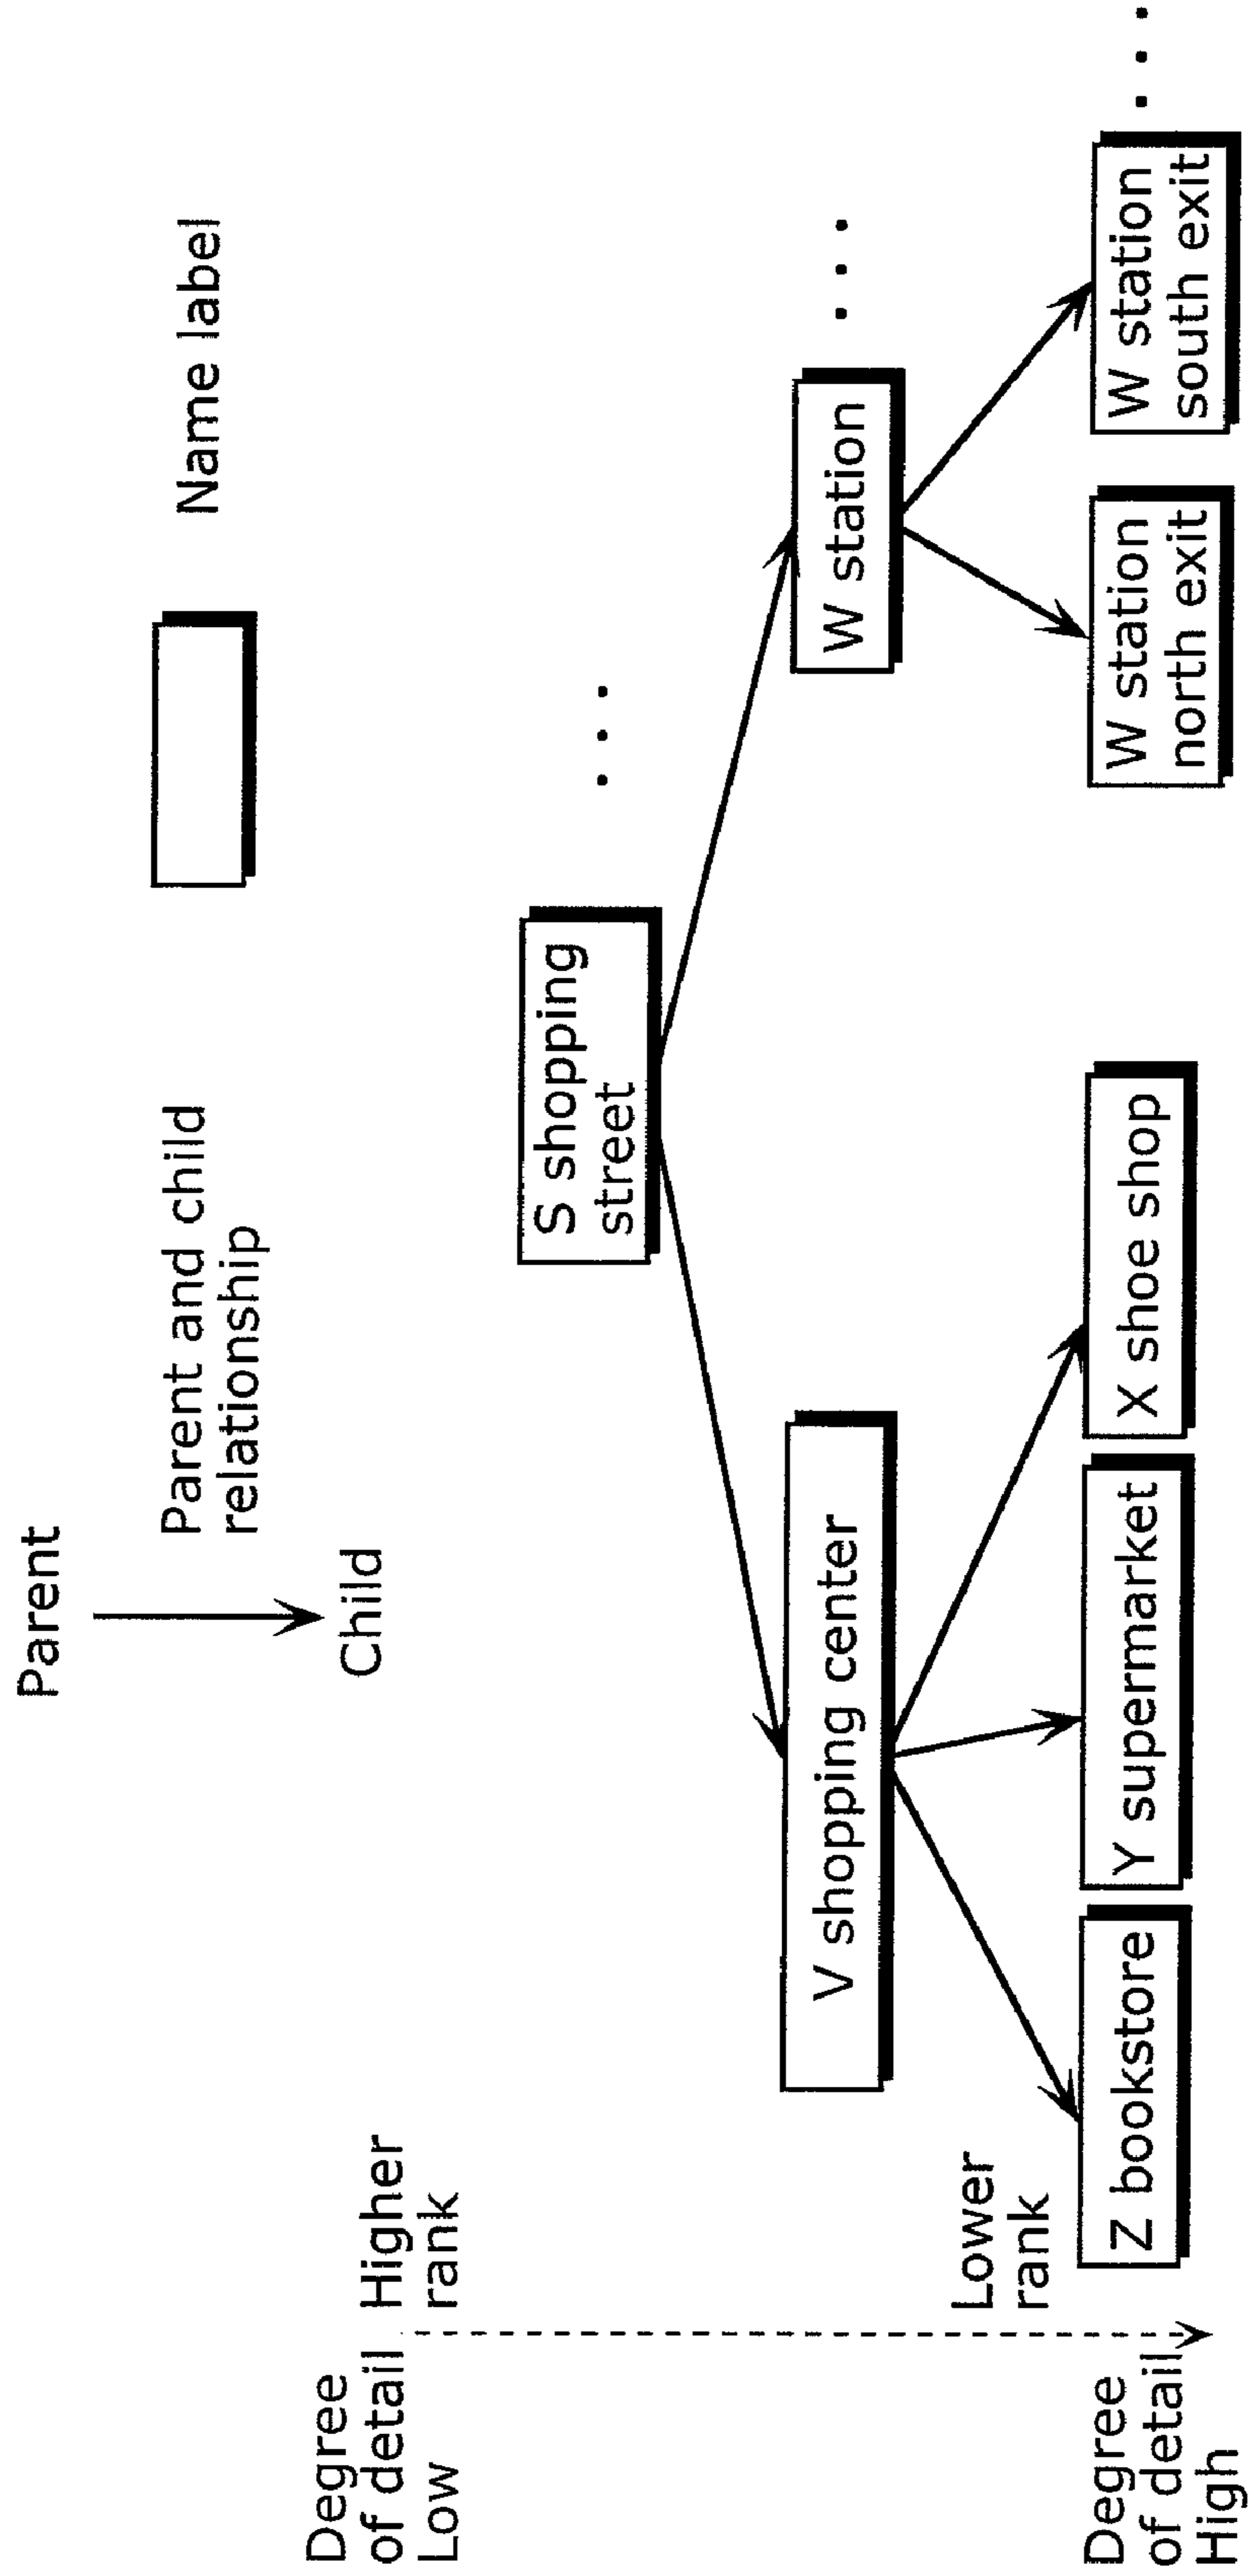 Parent
Parent and child
relationship
Child
Name label
Degree
of detail
Low
Higher
rank
S shopping
street
. . .
V shopping center
W station
. . .
Lower
rank
Degree
of detail
High
Z bookstore
Y supermarket
X shoe shop
W station
north exit
W station
south exit
. . .